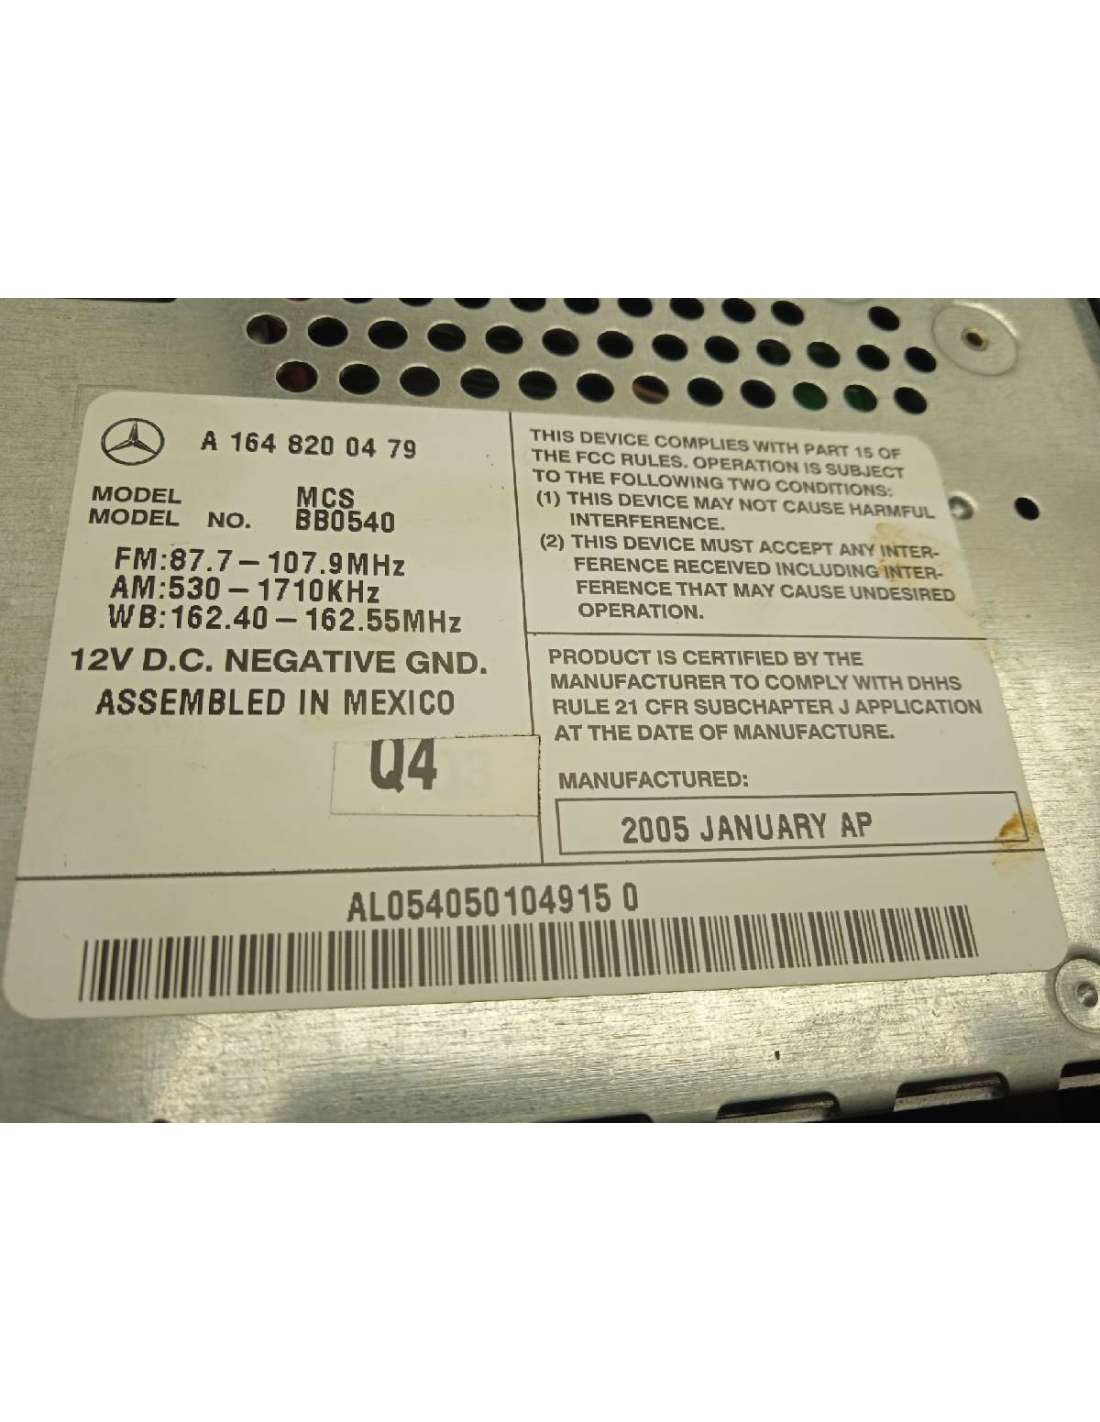 A 164 820 04 79
MODEL MCS
MODEL NO. BB0540
FM:87.7-107.9MHz
AM:530-1710KHz
WB:162.40-162.55MHz
12V D.C. NEGATIVE GND.
ASSEMBLED IN MEXICO
Q4
THIS DEVICE COMPLIES WITH PART 15 OF
THE FCC RULES. OPERATION IS SUBJECT
TO THE FOLLOWING TWO CONDITIONS:
(1) THIS DEVICE MAY NOT CAUSE HARMFUL
INTERFERENCE.
(2) THIS DEVICE MUST ACCEPT ANY INTER-
FERENCE RECEIVED INCLUDING INTER-
FERENCE THAT MAY CAUSE UNDESIRED
OPERATION.
PRODUCT IS CERTIFIED BY THE
MANUFACTURER TO COMPLY WITH DHHS
RULE 21 CFR SUBCHAPTER J APPLICATION
AT THE DATE OF MANUFACTURE.
MANUFACTURED:
2005 JANUARY AP
AL054050104915 0